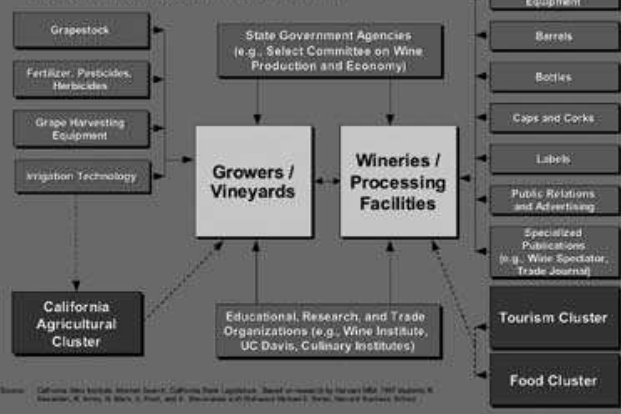 Equipment
Grapestock
Fertilizer, Pesticides,
Herbicides
Grape Harvesting
Equipment
Irrigation Technology
State Government Agencies
(e.g., Select Committee on Wine
Production and Economy)
Growers /
Vineyards
Wineries /
Processing
Facilities
Barrels
Bottles
Caps and Corks
Labels
Public Relations
and Advertising
Specialized
Publications
(e.g., Wine Spectator,
Trade Journal)
California
Agricultural
Cluster
Educational, Research, and Trade
Organizations (e.g., Wine Institute,
UC Davis, Culinary Institutes)
Tourism Cluster
Food Cluster